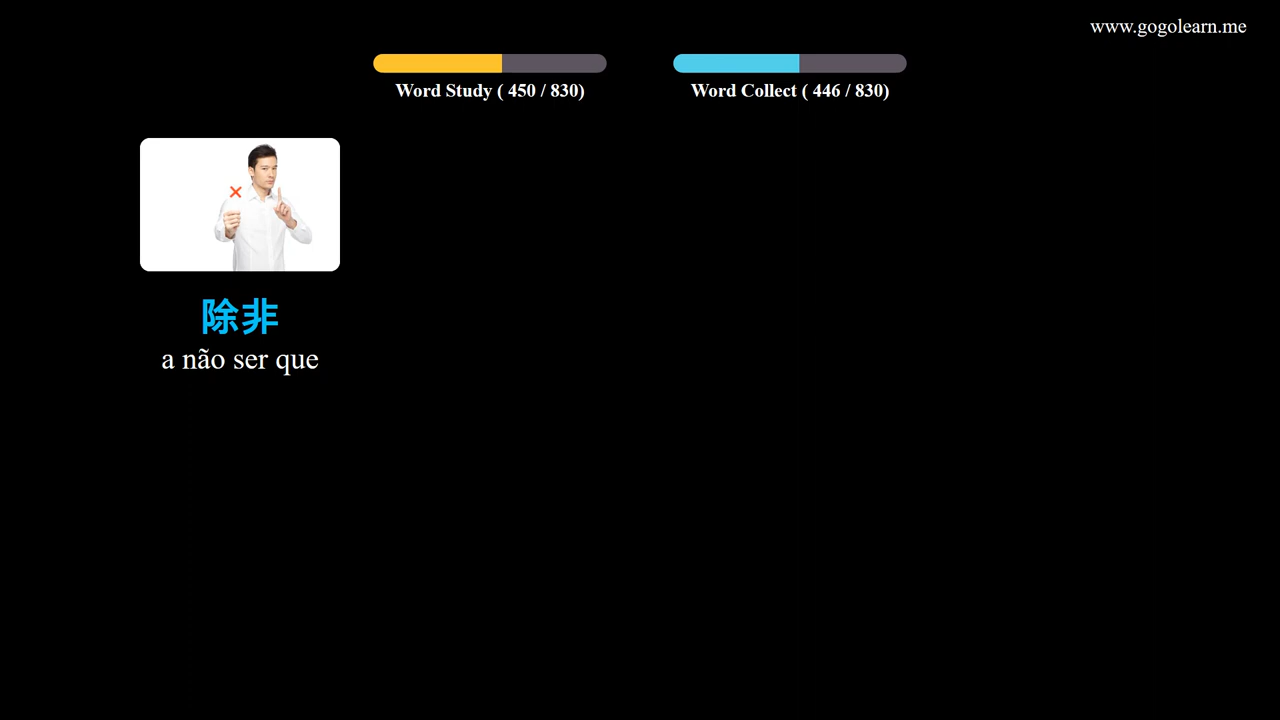 www.gogolearn.me
Word Study ( 450 / 830)
Word Collect ( 446 / 830)
除非
a não ser que